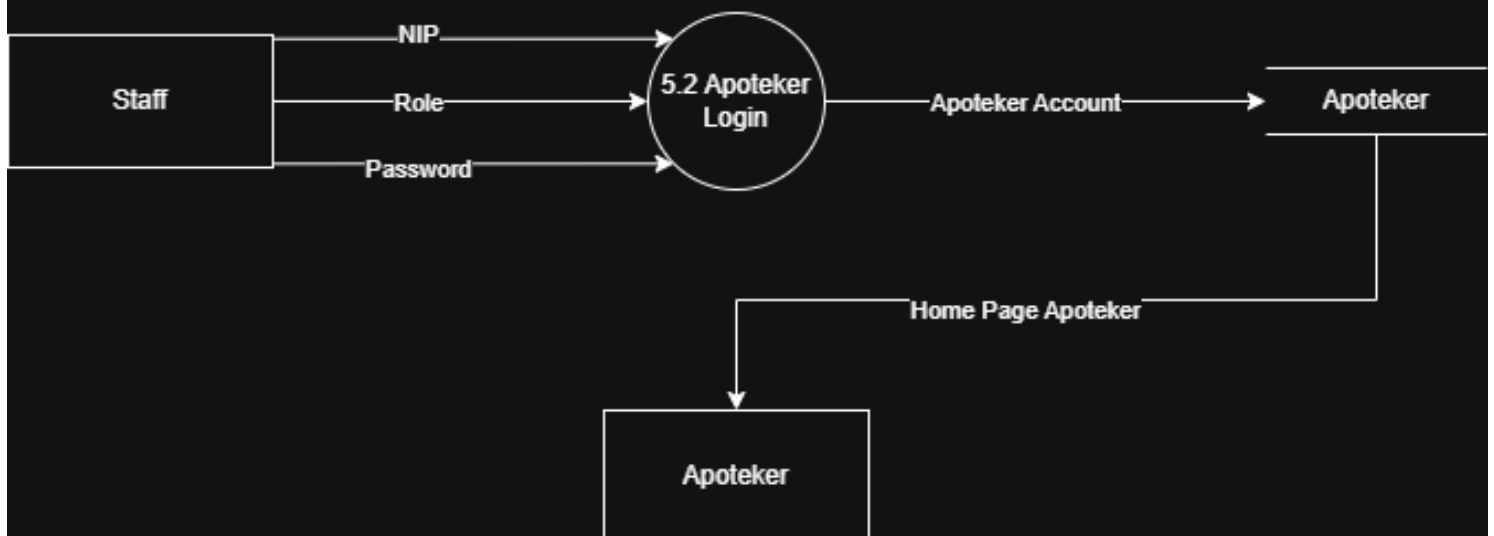 NIP
Staff
Role
5.2 Apoteker
Login
Password
Apoteker Account
Apoteker
Home Page Apoteker
Apoteker